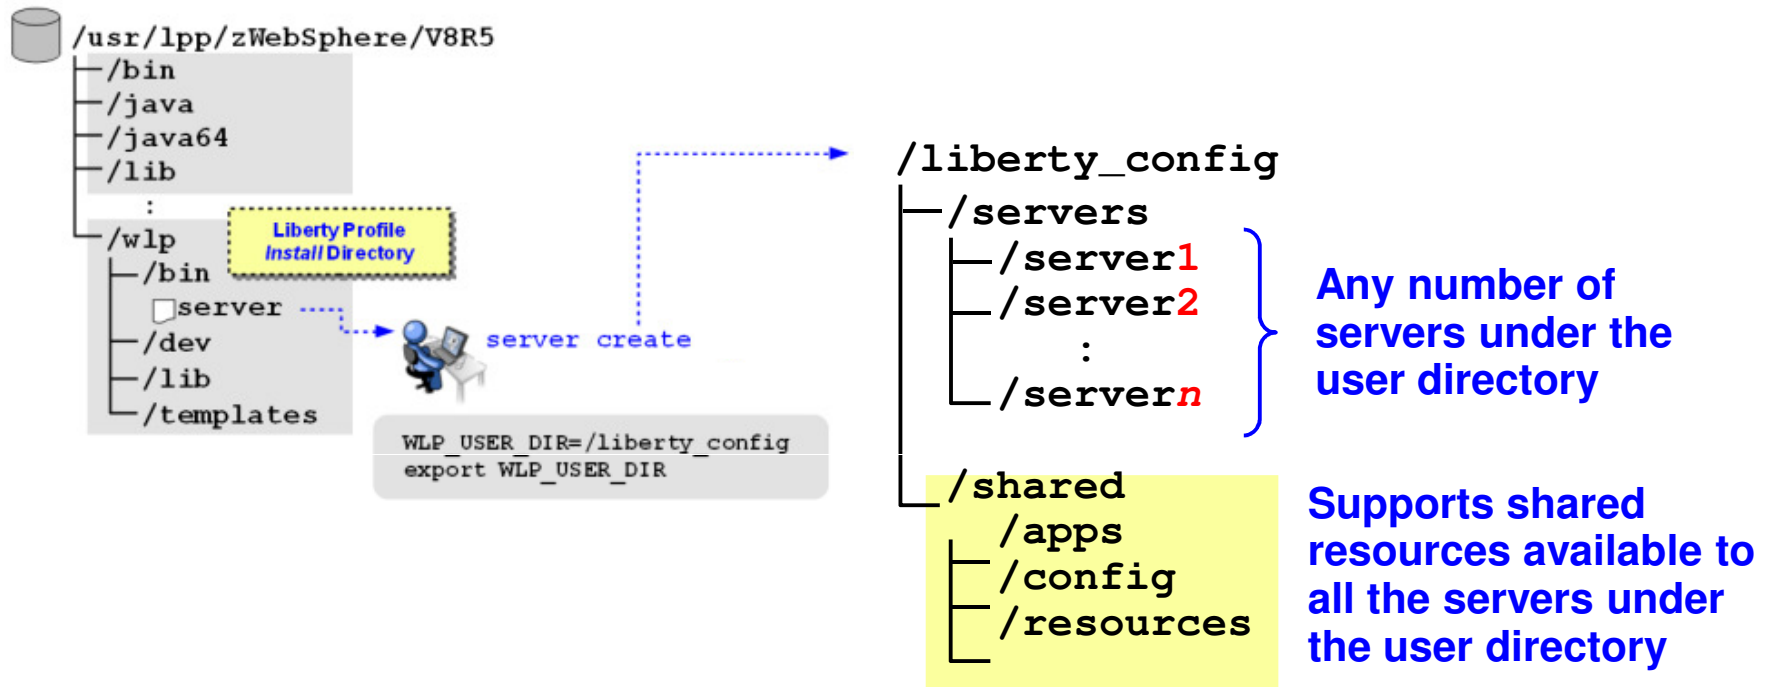 /usr/lpp/zWebSphere/V8R5
/bin
/java
/java64
/lib
:
/wlp
Liberty Profile
Install Directory
/bin
server
/dev
/lib
/templates
server create
WLP_USER_DIR=/liberty_config
export WLP_USER_DIR
/liberty_config
/servers
/server1
/server2
:
/servern
Any number of
servers under the
user directory
/shared
/apps
/config
/resources
Supports shared
resources available to
all the servers under
the user directory